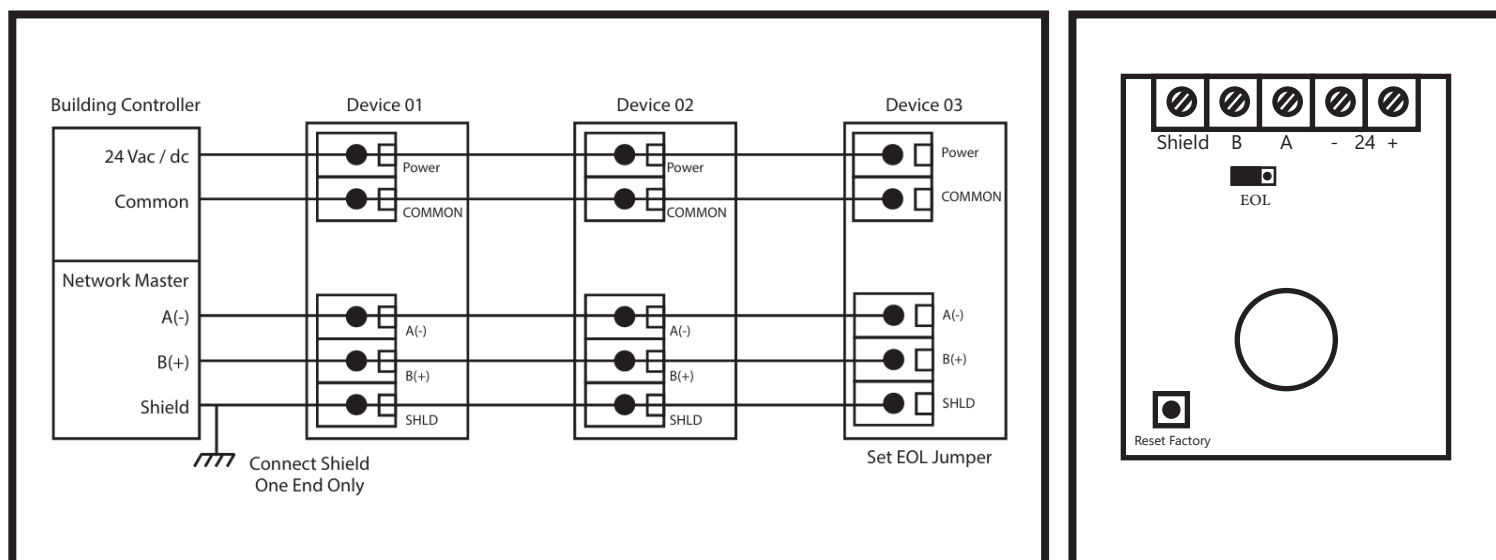 Building Controller
24 Vac / dc
Common
Network Master
A(-)
B(+)
Shield
Connect Shield
One End Only
Device 01
Power
COMMON
A(-)
B(+)
SHLD
Device 02
Power
COMMON
A(-)
B(+)
SHLD
Device 03
Power
COMMON
A(-)
B(+)
SHLD
Set EOL Jumper
Shield B A - 24 +
EOL
Reset Factory